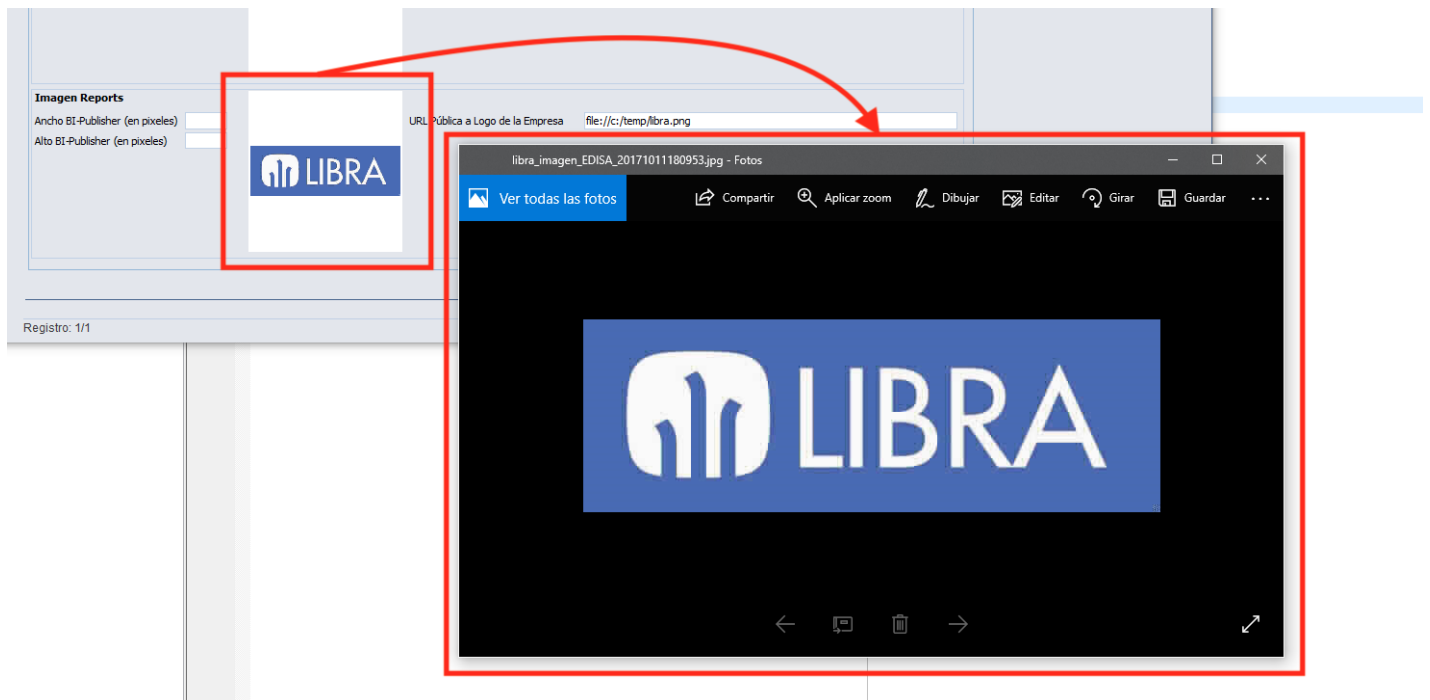 Imagen Reports
Ancho BI-Publisher (en pixeles)
URL Pública a Logo de la Empresa
file://c:/temp/libra.png
Alto BI-Publisher (en pixeles)
LIBRA
Registro: 1/1
libra_imagen_EDISA_20171011180953.jpg - Fotos
Ver todas las fotos
Compartir
Aplicar zoom
Dibujar
Editar
Girar
Guardar
LIBRA